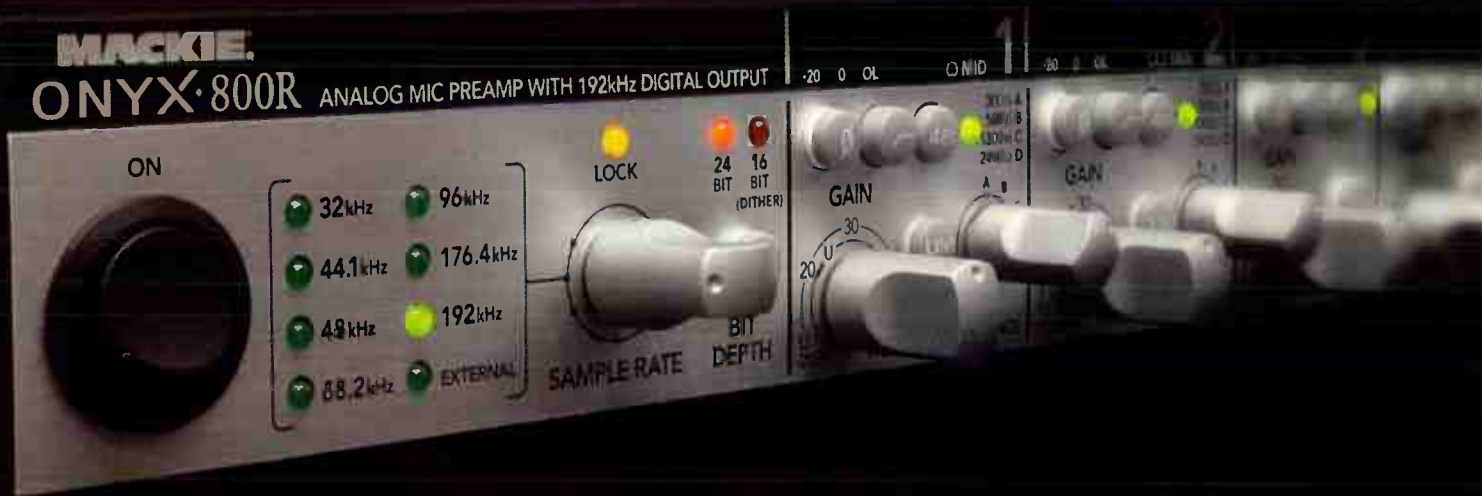 MACKIE.
ONYX·800R ANALOG MIC PREAMP WITH 192kHz DIGITAL OUTPUT
ON
32kHz
44.1kHz
48kHz
88.2kHz
96kHz
176.4kHz
192kHz
EXTERNAL
LOCK
SAMPLE RATE
24
BIT
16
BIT
(DITHER)
BIT
DEPTH
1
-20 0 OL
MID
A
B
C
D
GAIN
U
20
30
A B
2
-20 0 OL
GAIN